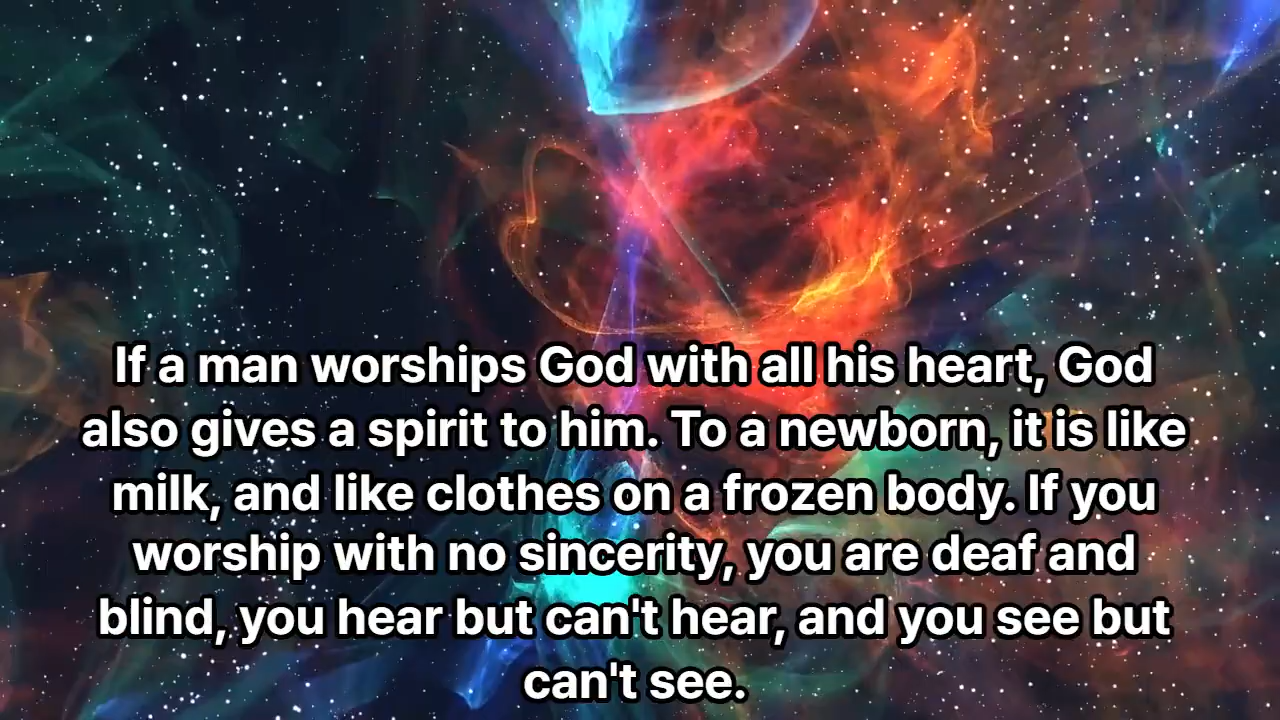 If a man worships God with all his heart, God
also gives a spirit to him. To a newborn, it is like
milk, and like clothes on a frozen body. If you
worship with no sincerity, you are deaf and
blind, you hear but can't hear, and you see but
can't see.